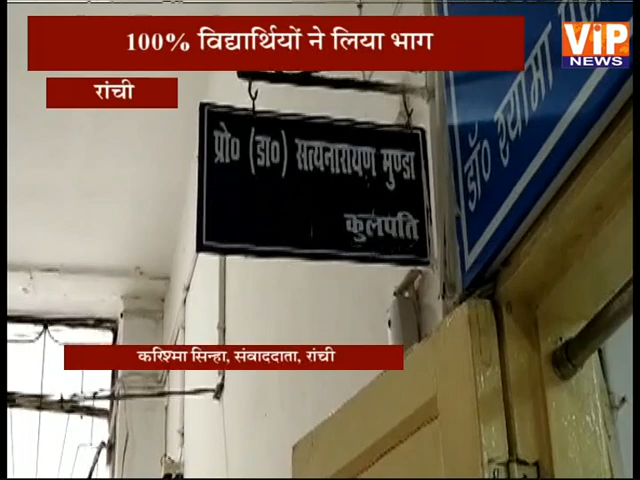 100% विद्यार्थियों ने लिया भाग
VIP
NEWS
रांची
प्रो० (डा०) सत्यनारायण मुण्डा
कुलपति
डॉ० श्यामा
करिश्मा सिन्हा, संवाददाता, रांची